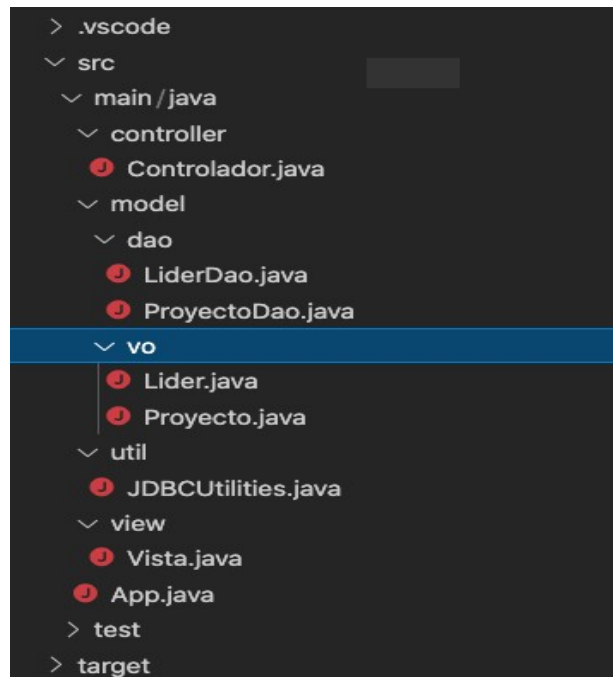 .vscode
src
main/java
controller
Controlador.java
model
dao
LiderDao.java
ProyectoDao.java
vo
Lider.java
Proyecto.java
util
JDBCUtilities.java
view
Vista.java
App.java
test
target